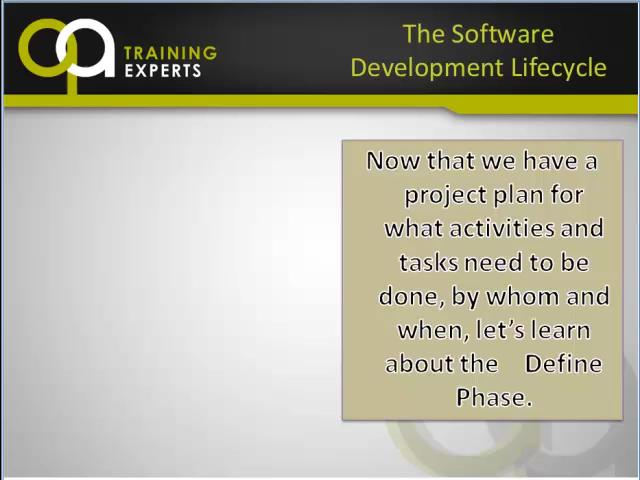 qa TRAINING
EXPERTS
The Software
Development Lifecycle
Now that we have a
project plan for
what activities and
tasks need to be
done, by whom and
when, let's learn
about the Define
Phase.